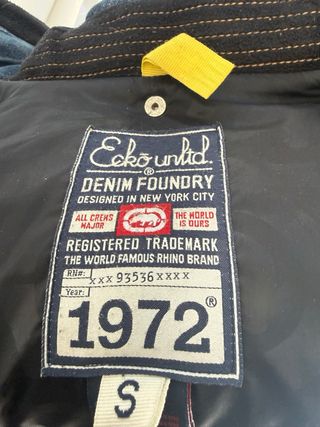 Ecko unltd.
®
DENIM FOUNDRY
DESIGNED IN NEW YORK CITY
ALL CREWS MAJOR THE WORLD IS OURS
REGISTERED TRADEMARK
THE WORLD FAMOUS RHINO BRAND
RN#: xxx 93536 xxxx
Year:
1972®
S